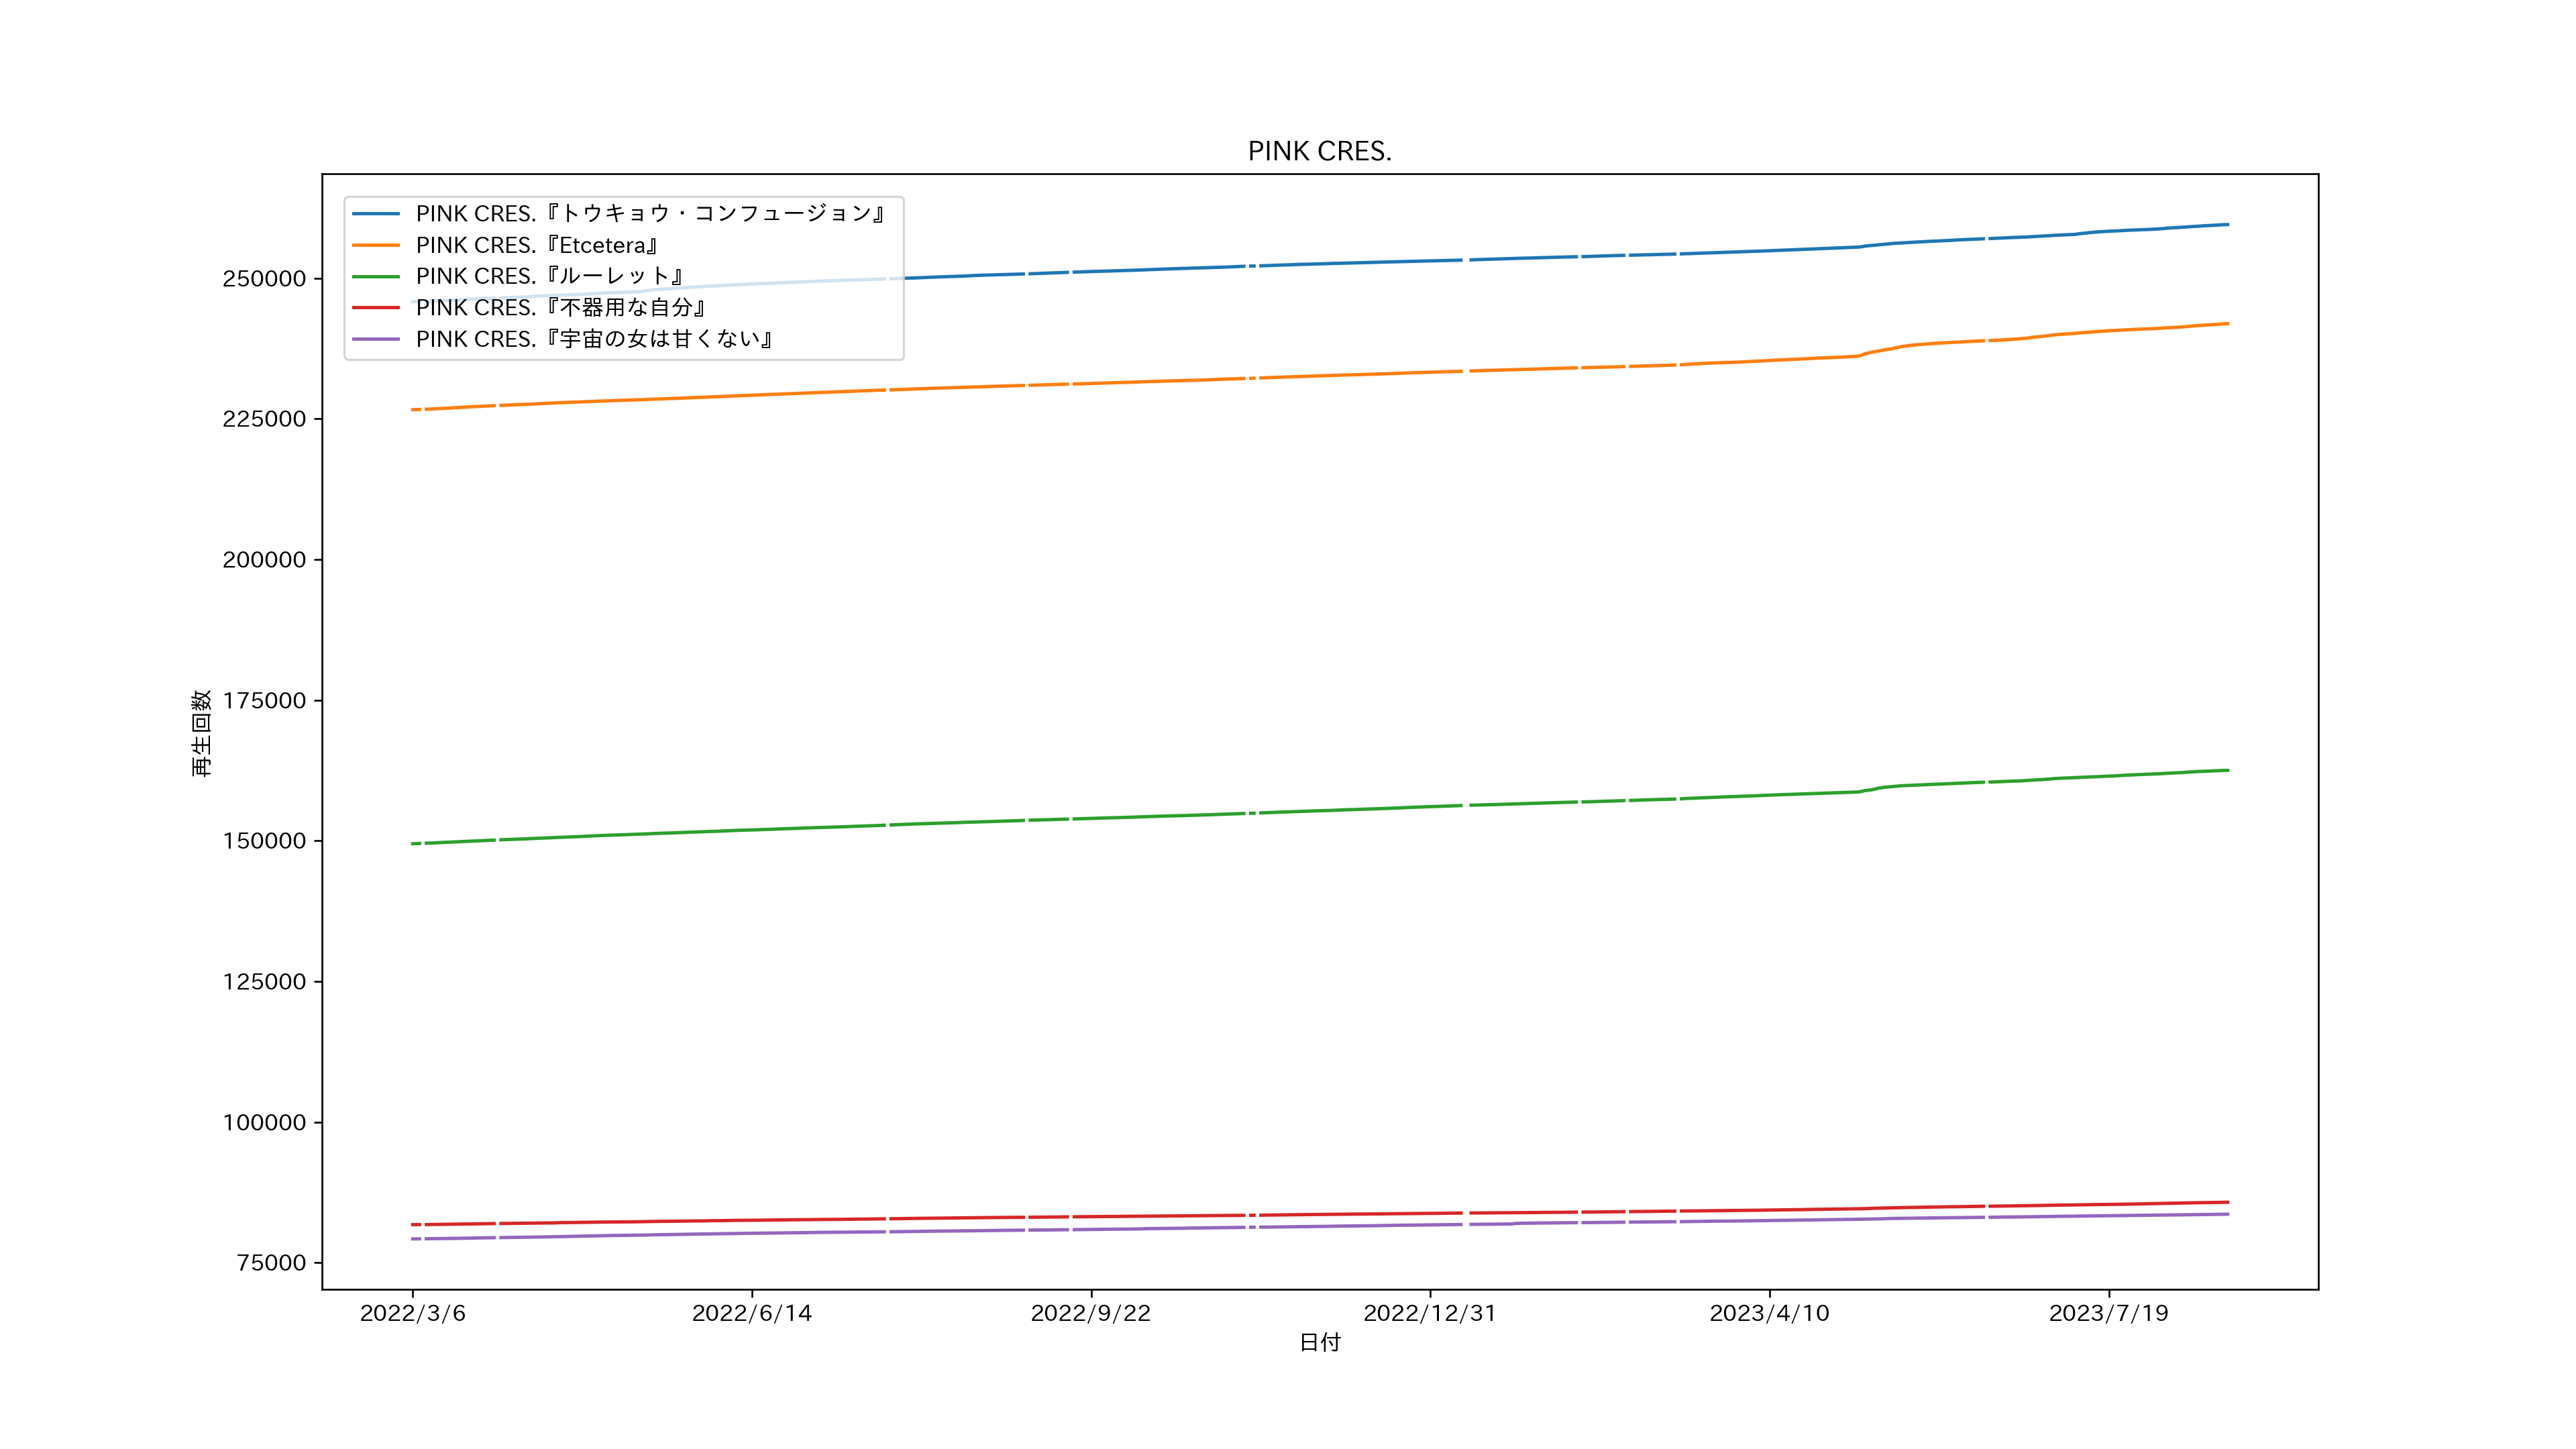 PINK CRES.
PINK CRES.『トウキョウ・コンフュージョン』
PINK CRES.『Etcetera』
PINK CRES.『ルーレット』
PINK CRES.『不器用な自分』
PINK CRES.『宇宙の女は甘くない』
250000
225000
200000
175000
150000
125000
100000
75000
再生回数
2022/3/6
2022/6/14
2022/9/22
2022/12/31
2023/4/10
2023/7/19
日付